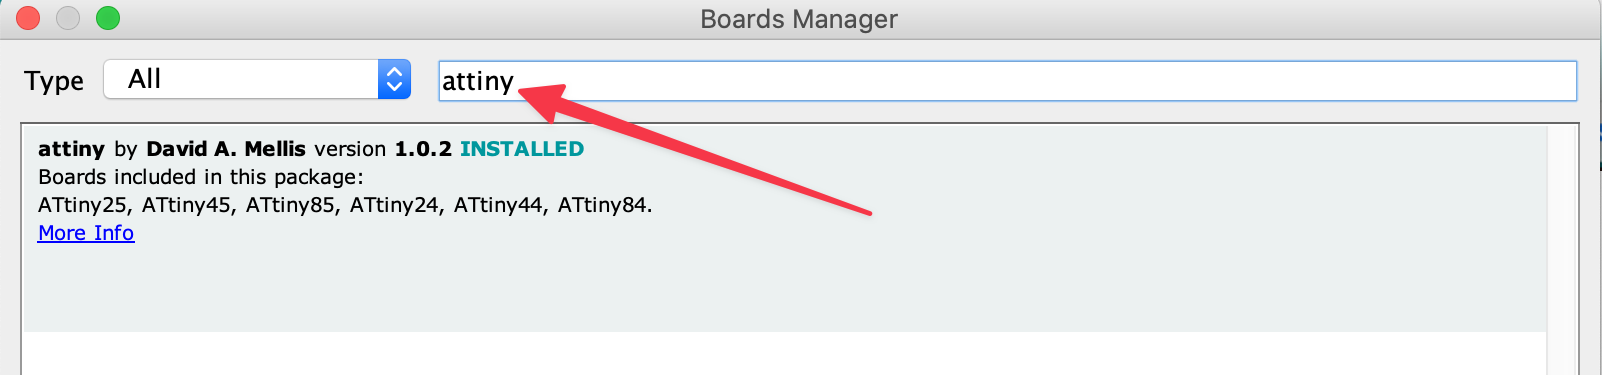 Boards Manager
Type All attiny
attiny by David A. Mellis version 1.0.2 INSTALLED
Boards included in this package:
ATtiny25, ATtiny45, ATtiny85, ATtiny24, ATtiny44, ATtiny84.
More Info